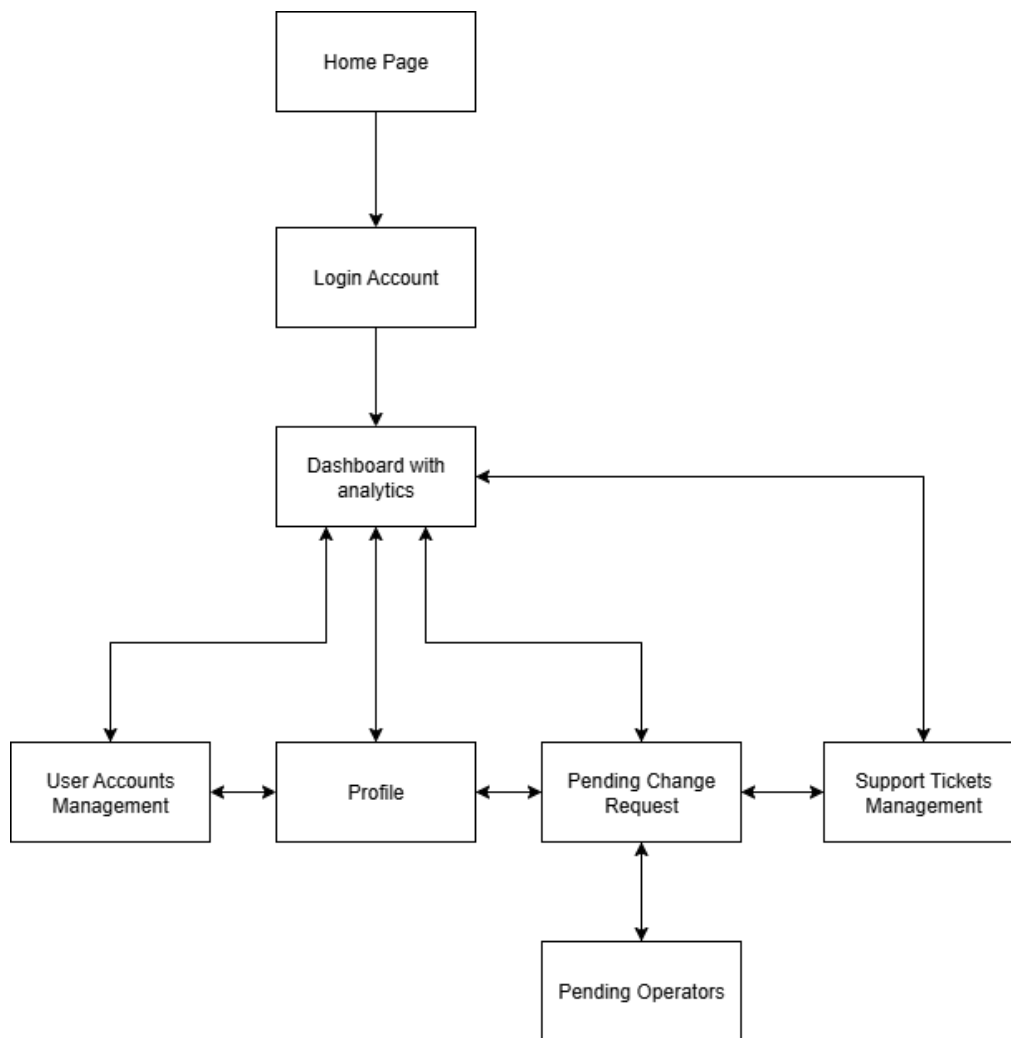 Home Page
Login Account
Dashboard with
analytics
User Accounts
Management
Profile
Pending Change
Request
Support Tickets
Management
Pending Operators